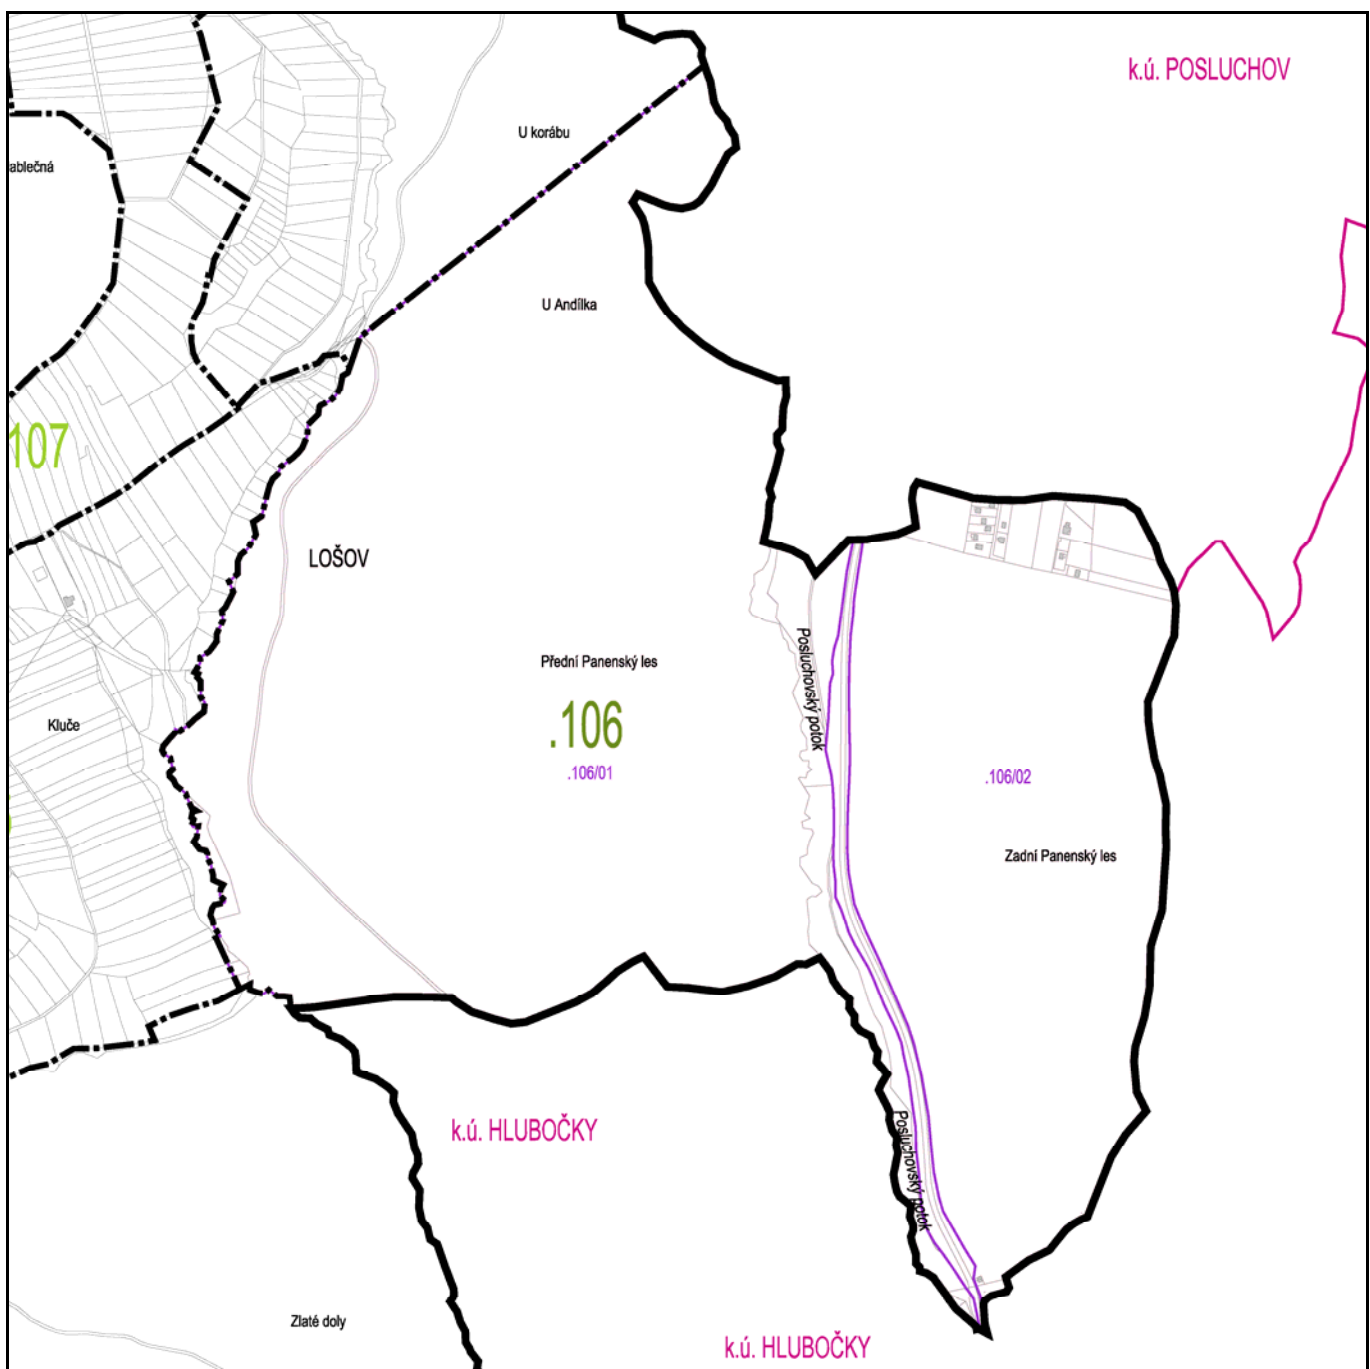 k.ú. POSLUCHOV
U korábu
ablečná
U Andílka
107
LOŠOV
Přední Panenský les
Posluchovský potok
Kluče
.106
.106/01
.106/02
Zadní Panenský les
k.ú. HLUBOČKY
Posluchovský potok
Zlaté doly
k.ú. HLUBOČKY